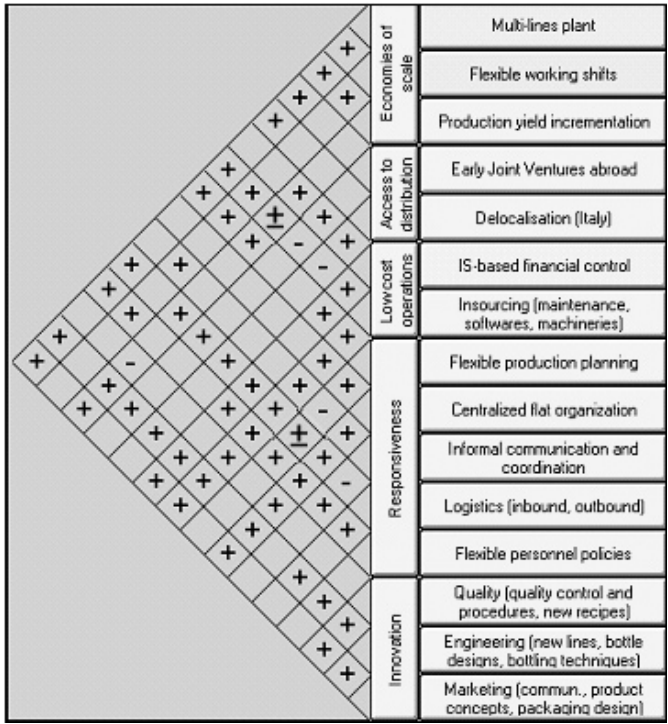 Economies of
scale
Multi-lines plant
Flexible working shifts
Production yield incrementation
Access to
distribution
Early Joint Ventures abroad
Delocalisation (Italy)
Lowcost
operations
IS-based financial control
Insourcing (maintenance,
softwares, machineries)
Responsiveness
Flexible production planning
Centralized flat organization
Informal communication and
coordination
Logistics (inbound, outbound)
Flexible personnel policies
Innovation
Quality (quality control and
procedures, new recipes)
Engineering (new lines, bottle
designs, bottling techniques)
Marketing (commun., product
concepts, packaging design)